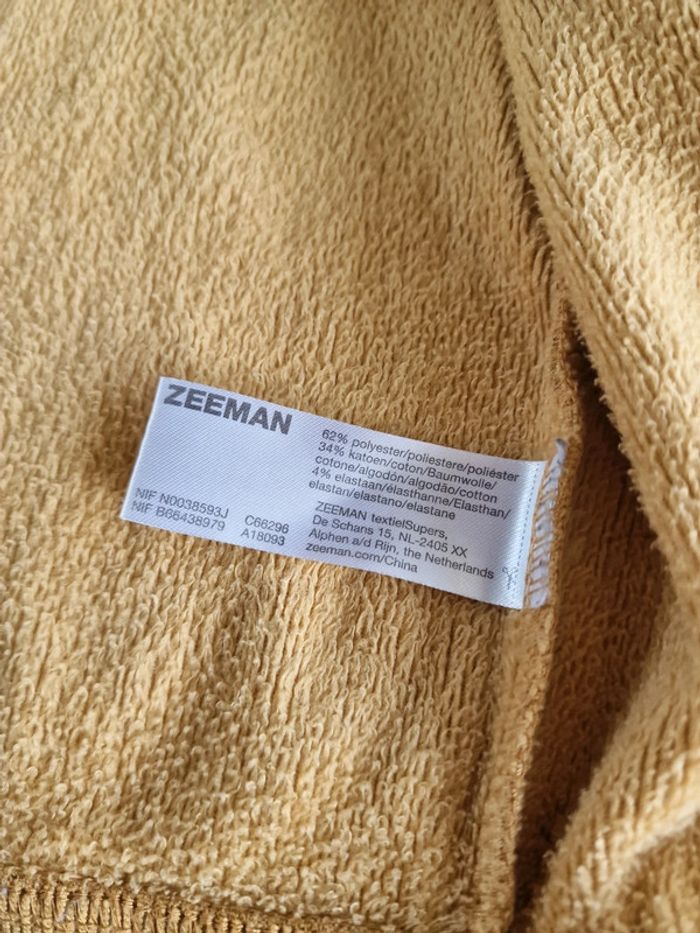 ZEEMAN
62% polyester/poliestere/poliéster
34% katoen/coton/Baumwolle/
cotone/algodón/algodão/cotton
4% elastaan/élasthanne/Elasthan/
elastan/elastano/elastane
ZEEMAN textielSupers,
De Schans 15, NL-2405 XX
Alphen a/d Rijn, the Netherlands
zeeman.com/China
NIF N0038593J
NIF B66438979
C66296
A18093